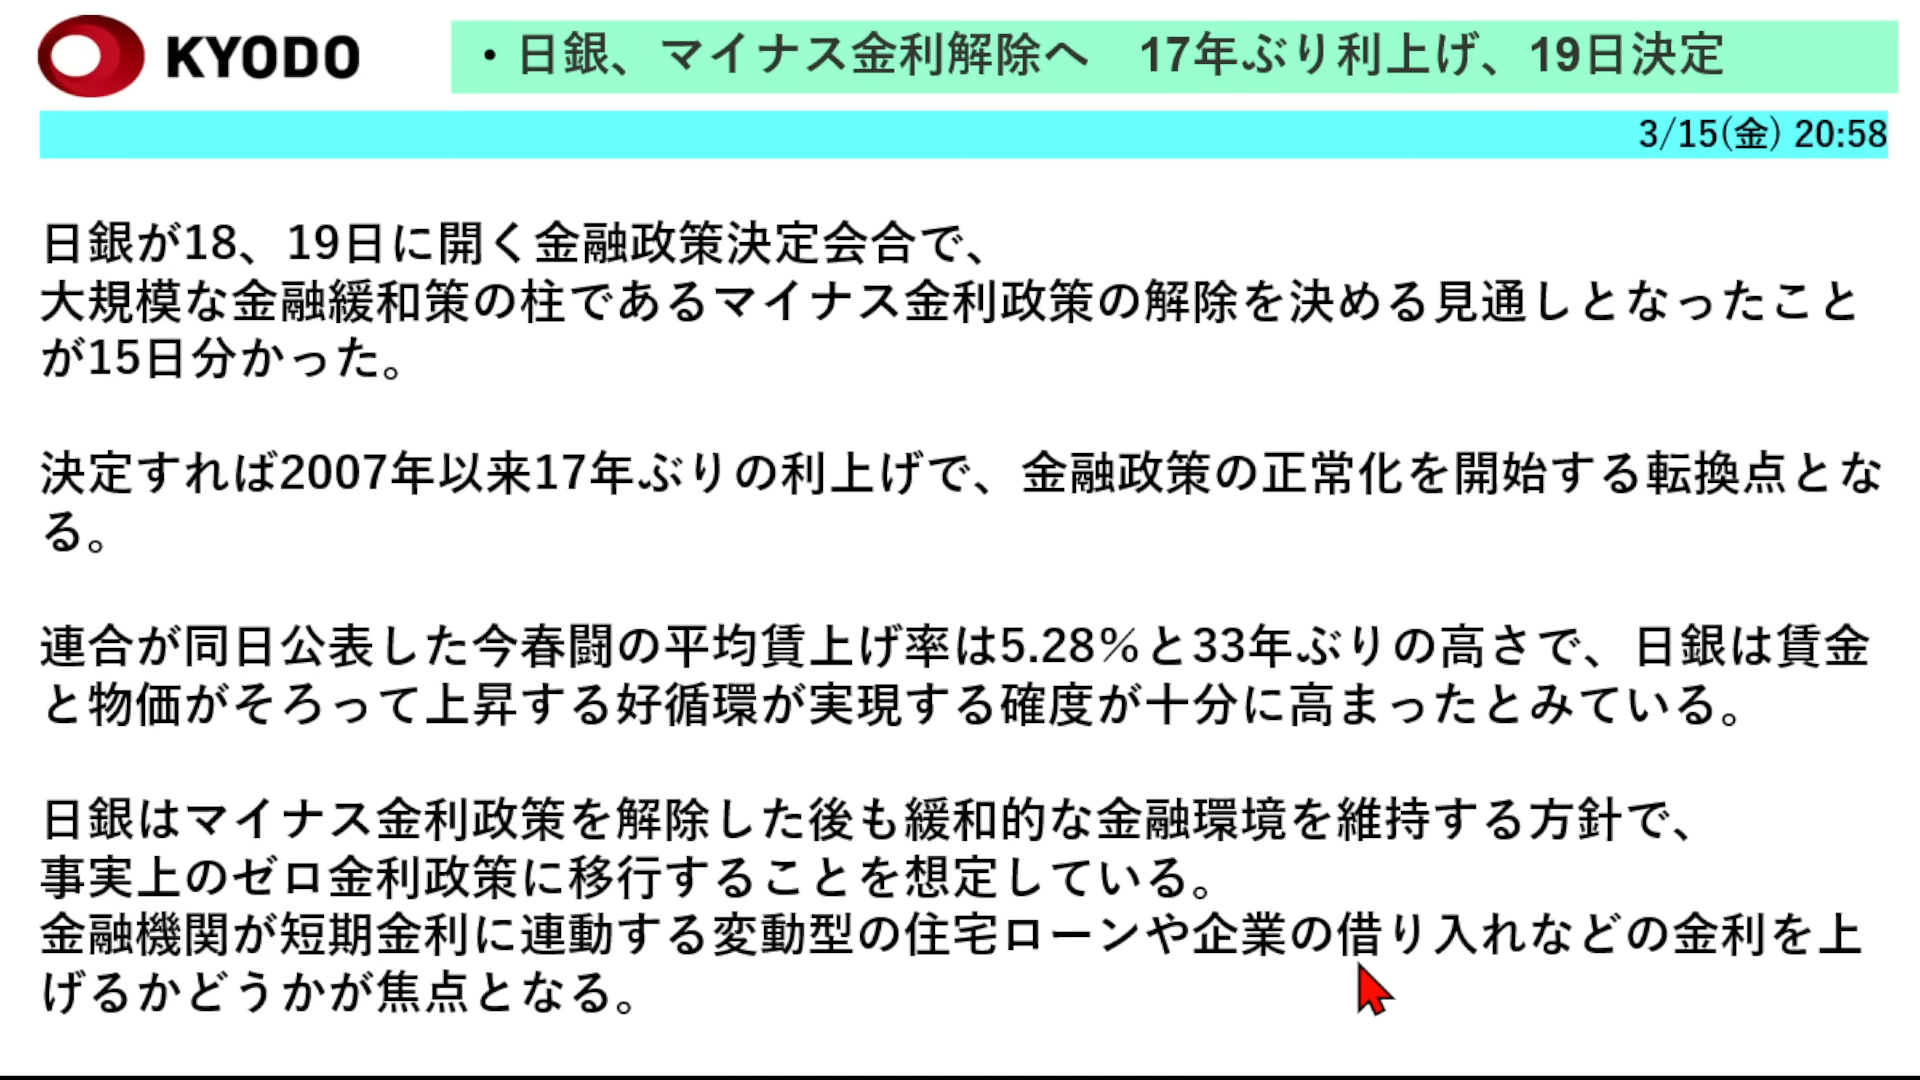 KYODO
・日銀、マイナス金利解除へ　17年ぶり利上げ、19日決定
3/15(金) 20:58
日銀が18、19日に開く金融政策決定会合で、
大規模な金融緩和策の柱であるマイナス金利政策の解除を決める見通しとなったこと
が15日分かった。
決定すれば2007年以来17年ぶりの利上げで、金融政策の正常化を開始する転換点とな
る。
連合が同日公表した今春闘の平均賃上げ率は5.28%と33年ぶりの高さで、日銀は賃金
と物価がそろって上昇する好循環が実現する確度が十分に高まったとみている。
日銀はマイナス金利政策を解除した後も緩和的な金融環境を維持する方針で、
事実上のゼロ金利政策に移行することを想定している。
金融機関が短期金利に連動する変動型の住宅ローンや企業の借り入れなどの金利を上
げるかどうかが焦点となる。